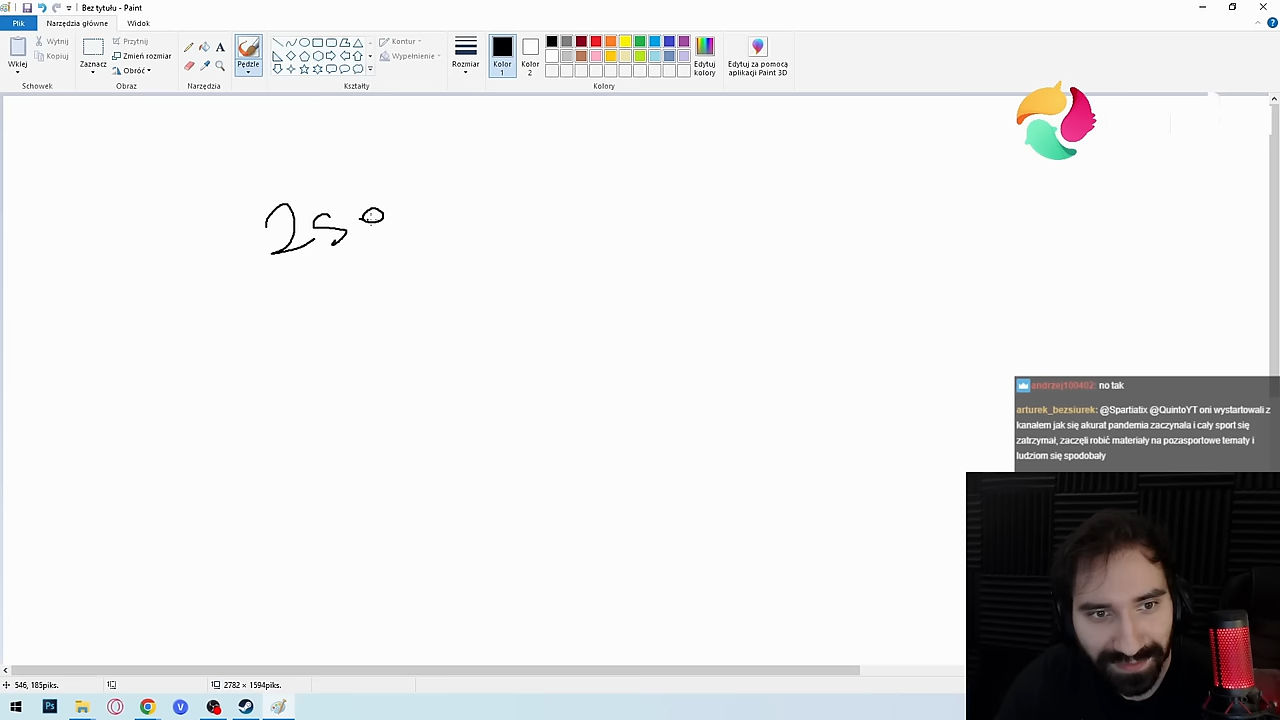 Bez tytułu - Paint
Plik Narzędzia główne Widok
Wklej Wytnij Kopiuj Schowek
Zaznacz Przytnij Zmień rozmiar Obróć Obraz
Narzędzia
Pędzle
Kontur Wypełnienie Kształty
Rozmiar
Kolor 1 Kolor 2 Edytuj kolory Kolory
Edytuj za pomocą aplikacji Paint 3D
25°
andrzej100402: no tak
arturek_bezsiurek: @Spartiatix @QuintoYT oni wystartowali z
kanałem jak się akurat pandemia zaczynała i cały sport się
zatrzymał, zaczęli robić materiały na pozasportowe tematy i
ludziom się spodobały
546, 185piks. 2782 × 1594piks.
Ps V